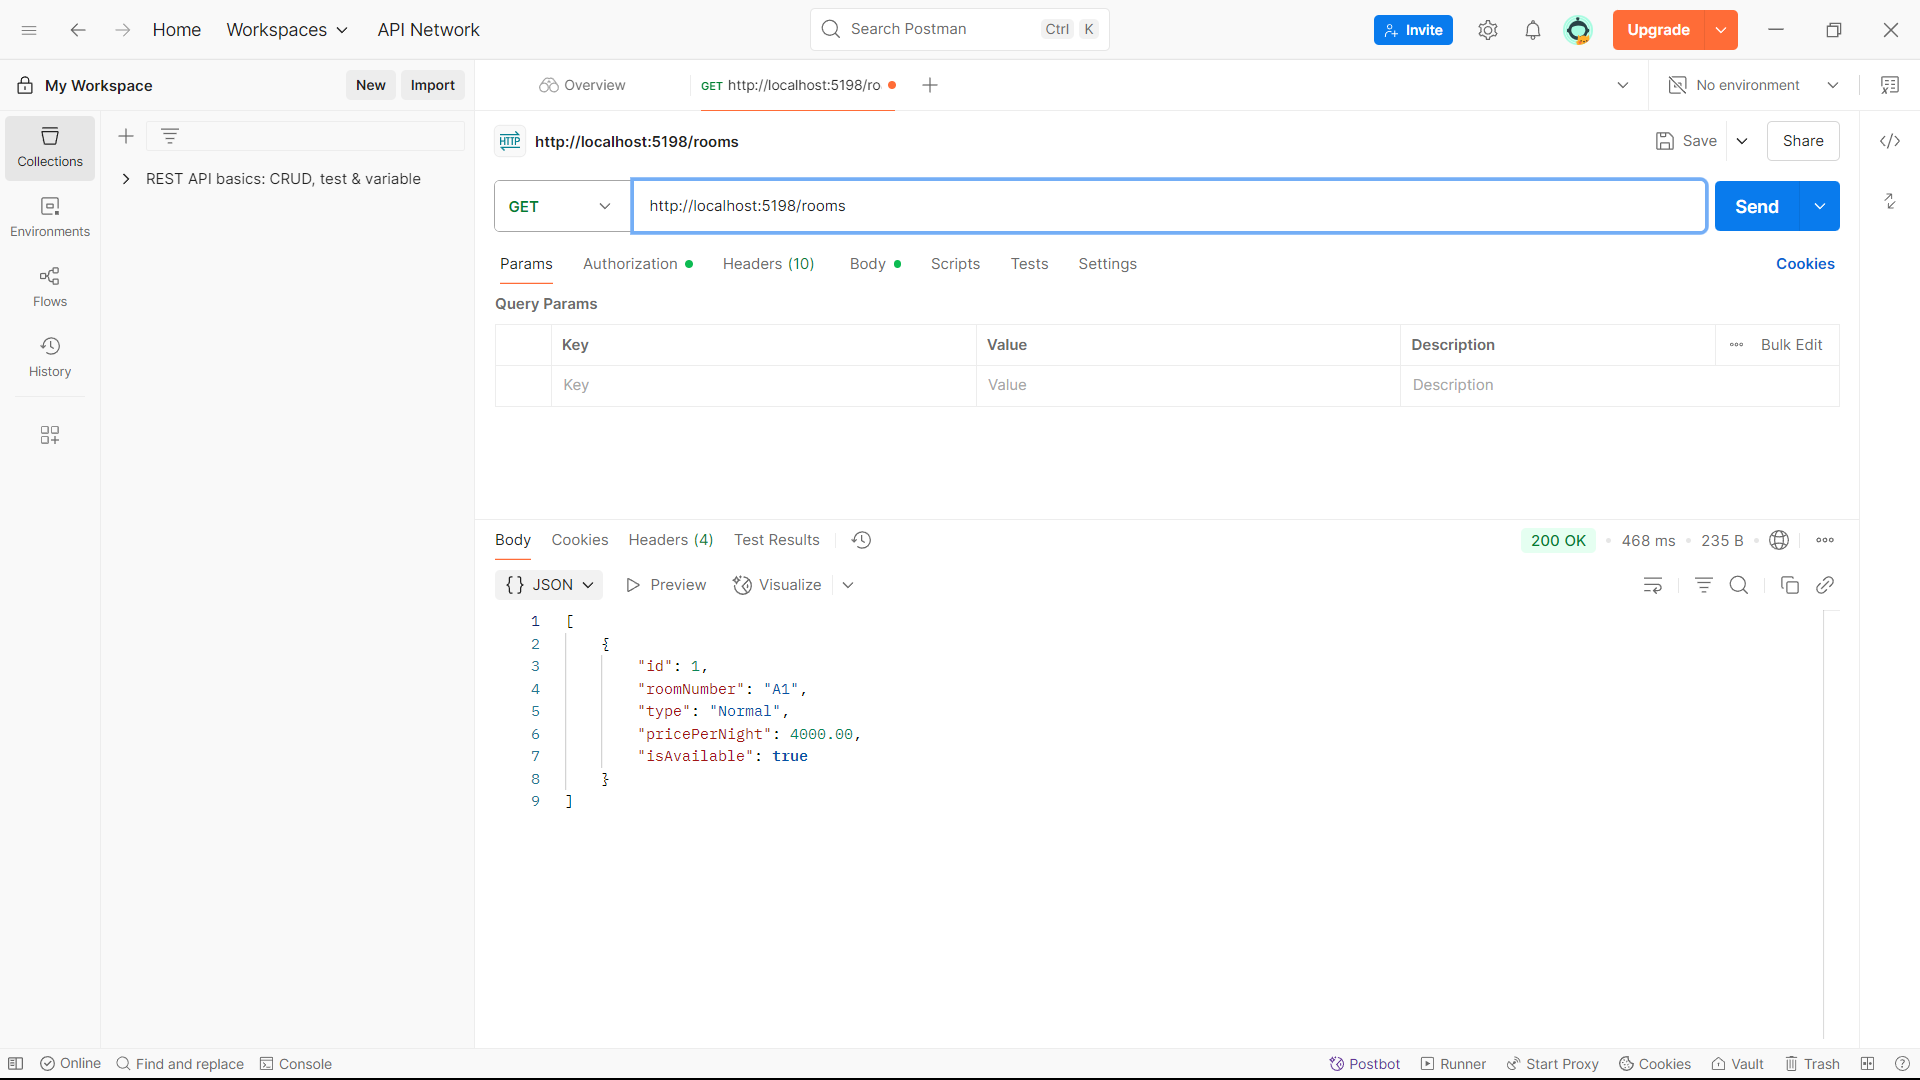 Home
Workspaces
API Network
Search Postman
Ctrl K
Invite
Upgrade
My Workspace
New
Import
Overview
GET http://localhost:5198/ro
No environment
Collections
Environments
Flows
History
REST API basics: CRUD, test & variable
HTTP http://localhost:5198/rooms
Save
Share
GET
http://localhost:5198/rooms
Send
Params
Authorization
Headers (10)
Body
Scripts
Tests
Settings
Cookies
Query Params
Key Value Description Bulk Edit
Key Value Description
Body
Cookies
Headers (4)
Test Results
200 OK
468 ms
235 B
{} JSON
Preview
Visualize
1 [
2 {
3 "id": 1,
4 "roomNumber": "A1",
5 "type": "Normal",
6 "pricePerNight": 4000.00,
7 "isAvailable": true
8 }
9 ]
Online
Find and replace
Console
Postbot
Runner
Start Proxy
Cookies
Vault
Trash